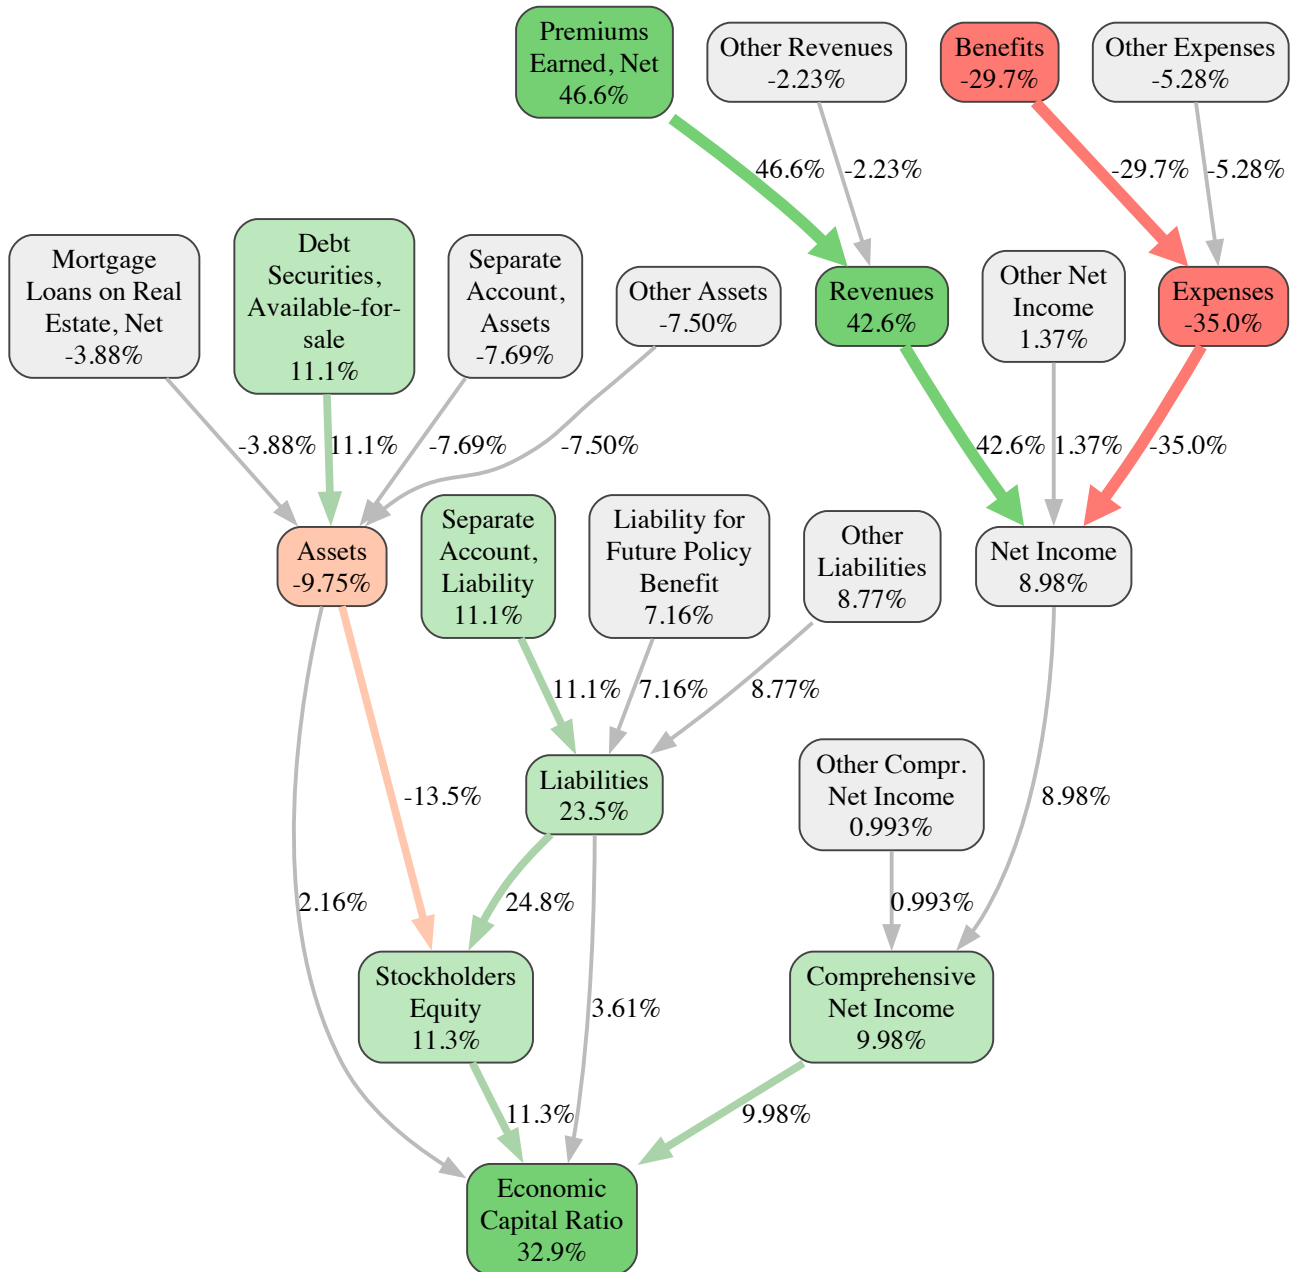 Premiums
Earned, Net
46.6%
Other Revenues
-2.23%
Benefits
-29.7%
Other Expenses
-5.28%
46.6%
-2.23%
-29.7%
-5.28%
Mortgage
Loans on Real
Estate, Net
-3.88%
Debt
Securities,
Available-for-
sale
11.1%
Separate
Account,
Assets
-7.69%
Other Assets
-7.50%
Revenues
42.6%
Other Net
Income
1.37%
Expenses
-35.0%
-3.88%
11.1%
-7.69%
-7.50%
42.6%
1.37%
-35.0%
Assets
-9.75%
Separate
Account,
Liability
11.1%
Liability for
Future Policy
Benefit
7.16%
Other
Liabilities
8.77%
Net Income
8.98%
11.1%
7.16%
8.77%
Liabilities
23.5%
Other Compr.
Net Income
0.993%
-13.5%
8.98%
2.16%
24.8%
0.993%
Stockholders
Equity
11.3%
3.61%
Comprehensive
Net Income
9.98%
11.3%
9.98%
Economic
Capital Ratio
32.9%